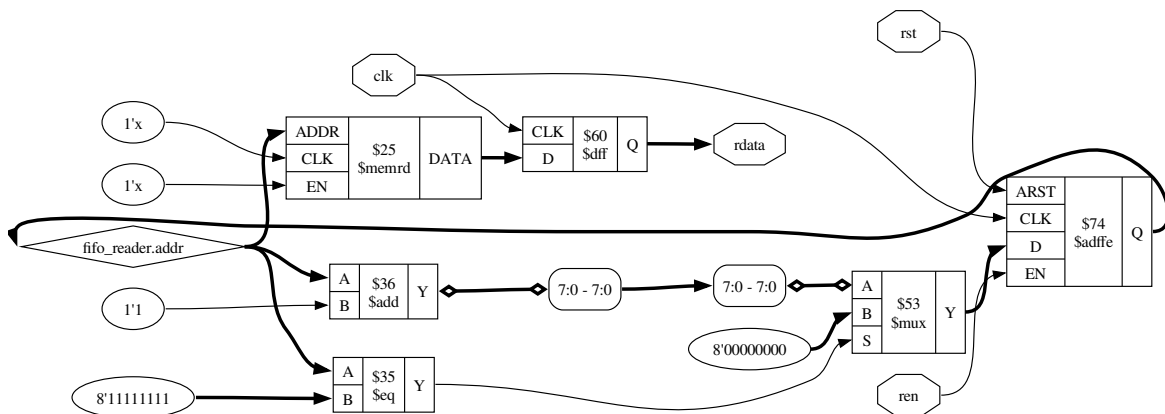 rst
clk
1'x
ADDR
CLK
EN
$25
$memrd
DATA
CLK
D
$60
$dff
Q
rdata
1'x
ARST
CLK
D
EN
$74
$adffe
Q
fifo_reader.addr
A
B
$36
$add
Y
7:0 - 7:0
7:0 - 7:0
A
B
S
$53
$mux
Y
1'1
8'00000000
A
B
$35
$eq
Y
8'11111111
ren